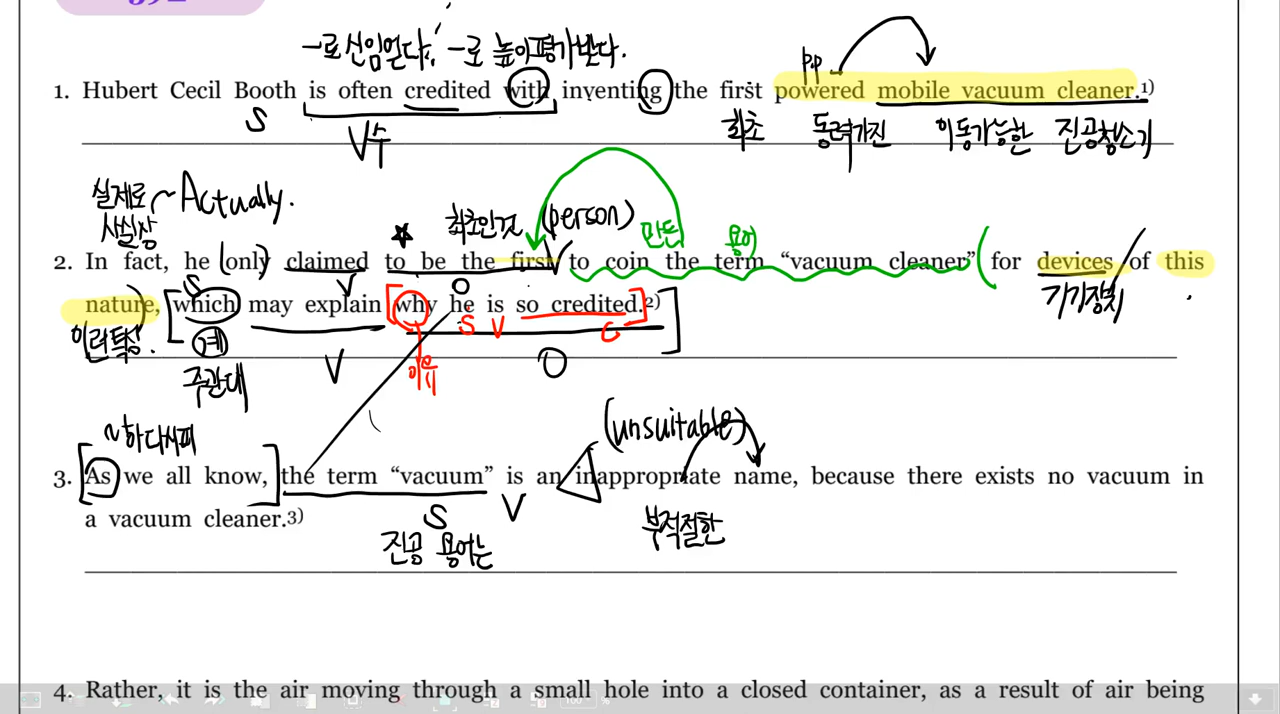 -로 신임얻다, -로 높이평가받다.
pp
1. Hubert Cecil Booth is often credited with inventing the first powered mobile vacuum cleaner.1)
S
V수
최초 동력가진 이동가능한 진공청소기
실제로 ~ Actually.
사실상
최초인것 (person) 만든 용어
2. In fact, he (only) claimed to be the first to coin the term “vacuum cleaner” (for devices of this
S V O 기기,장치
nature), [which may explain [why he is so credited.2)]]
이런 특성. 계 S V C
주관대 V 이유 O
~하다시피 (unsuitable)
3. [As we all know,] the term “vacuum” is an inappropriate name, because there exists no vacuum in
a vacuum cleaner.3) S V 부적절한
진공 용어는
4. Rather, it is the air moving through a small hole into a closed container, as a result of air being